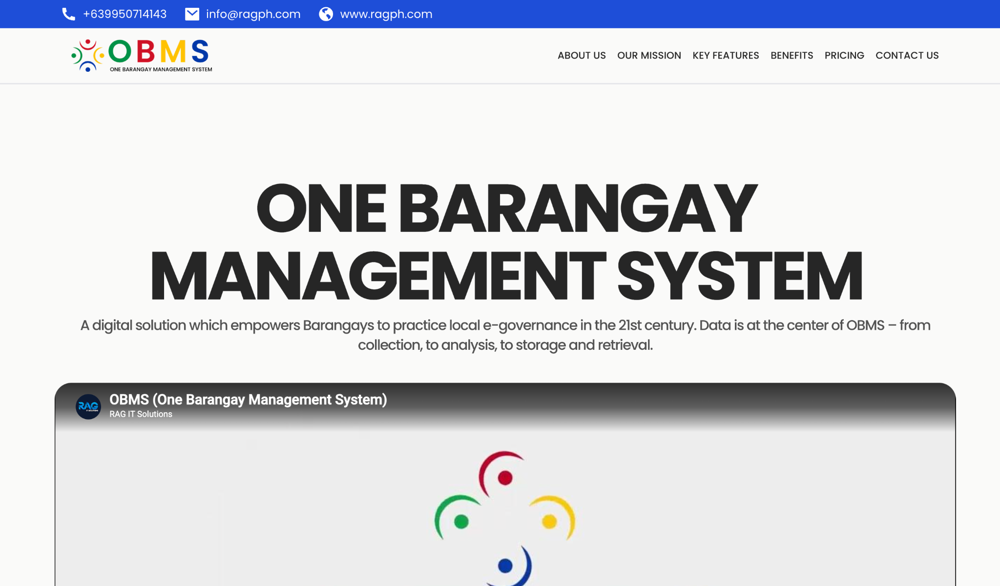 +639950714143 info@ragph.com www.ragph.com
OBMS
ONE BARANGAY MANAGEMENT SYSTEM
ABOUT US OUR MISSION KEY FEATURES BENEFITS PRICING CONTACT US
ONE BARANGAY
MANAGEMENT SYSTEM
A digital solution which empowers Barangays to practice local e-governance in the 21st century. Data is at the center of OBMS – from
collection, to analysis, to storage and retrieval.
RAG
IT SOLUTIONS
OBMS (One Barangay Management System)
RAG IT Solutions